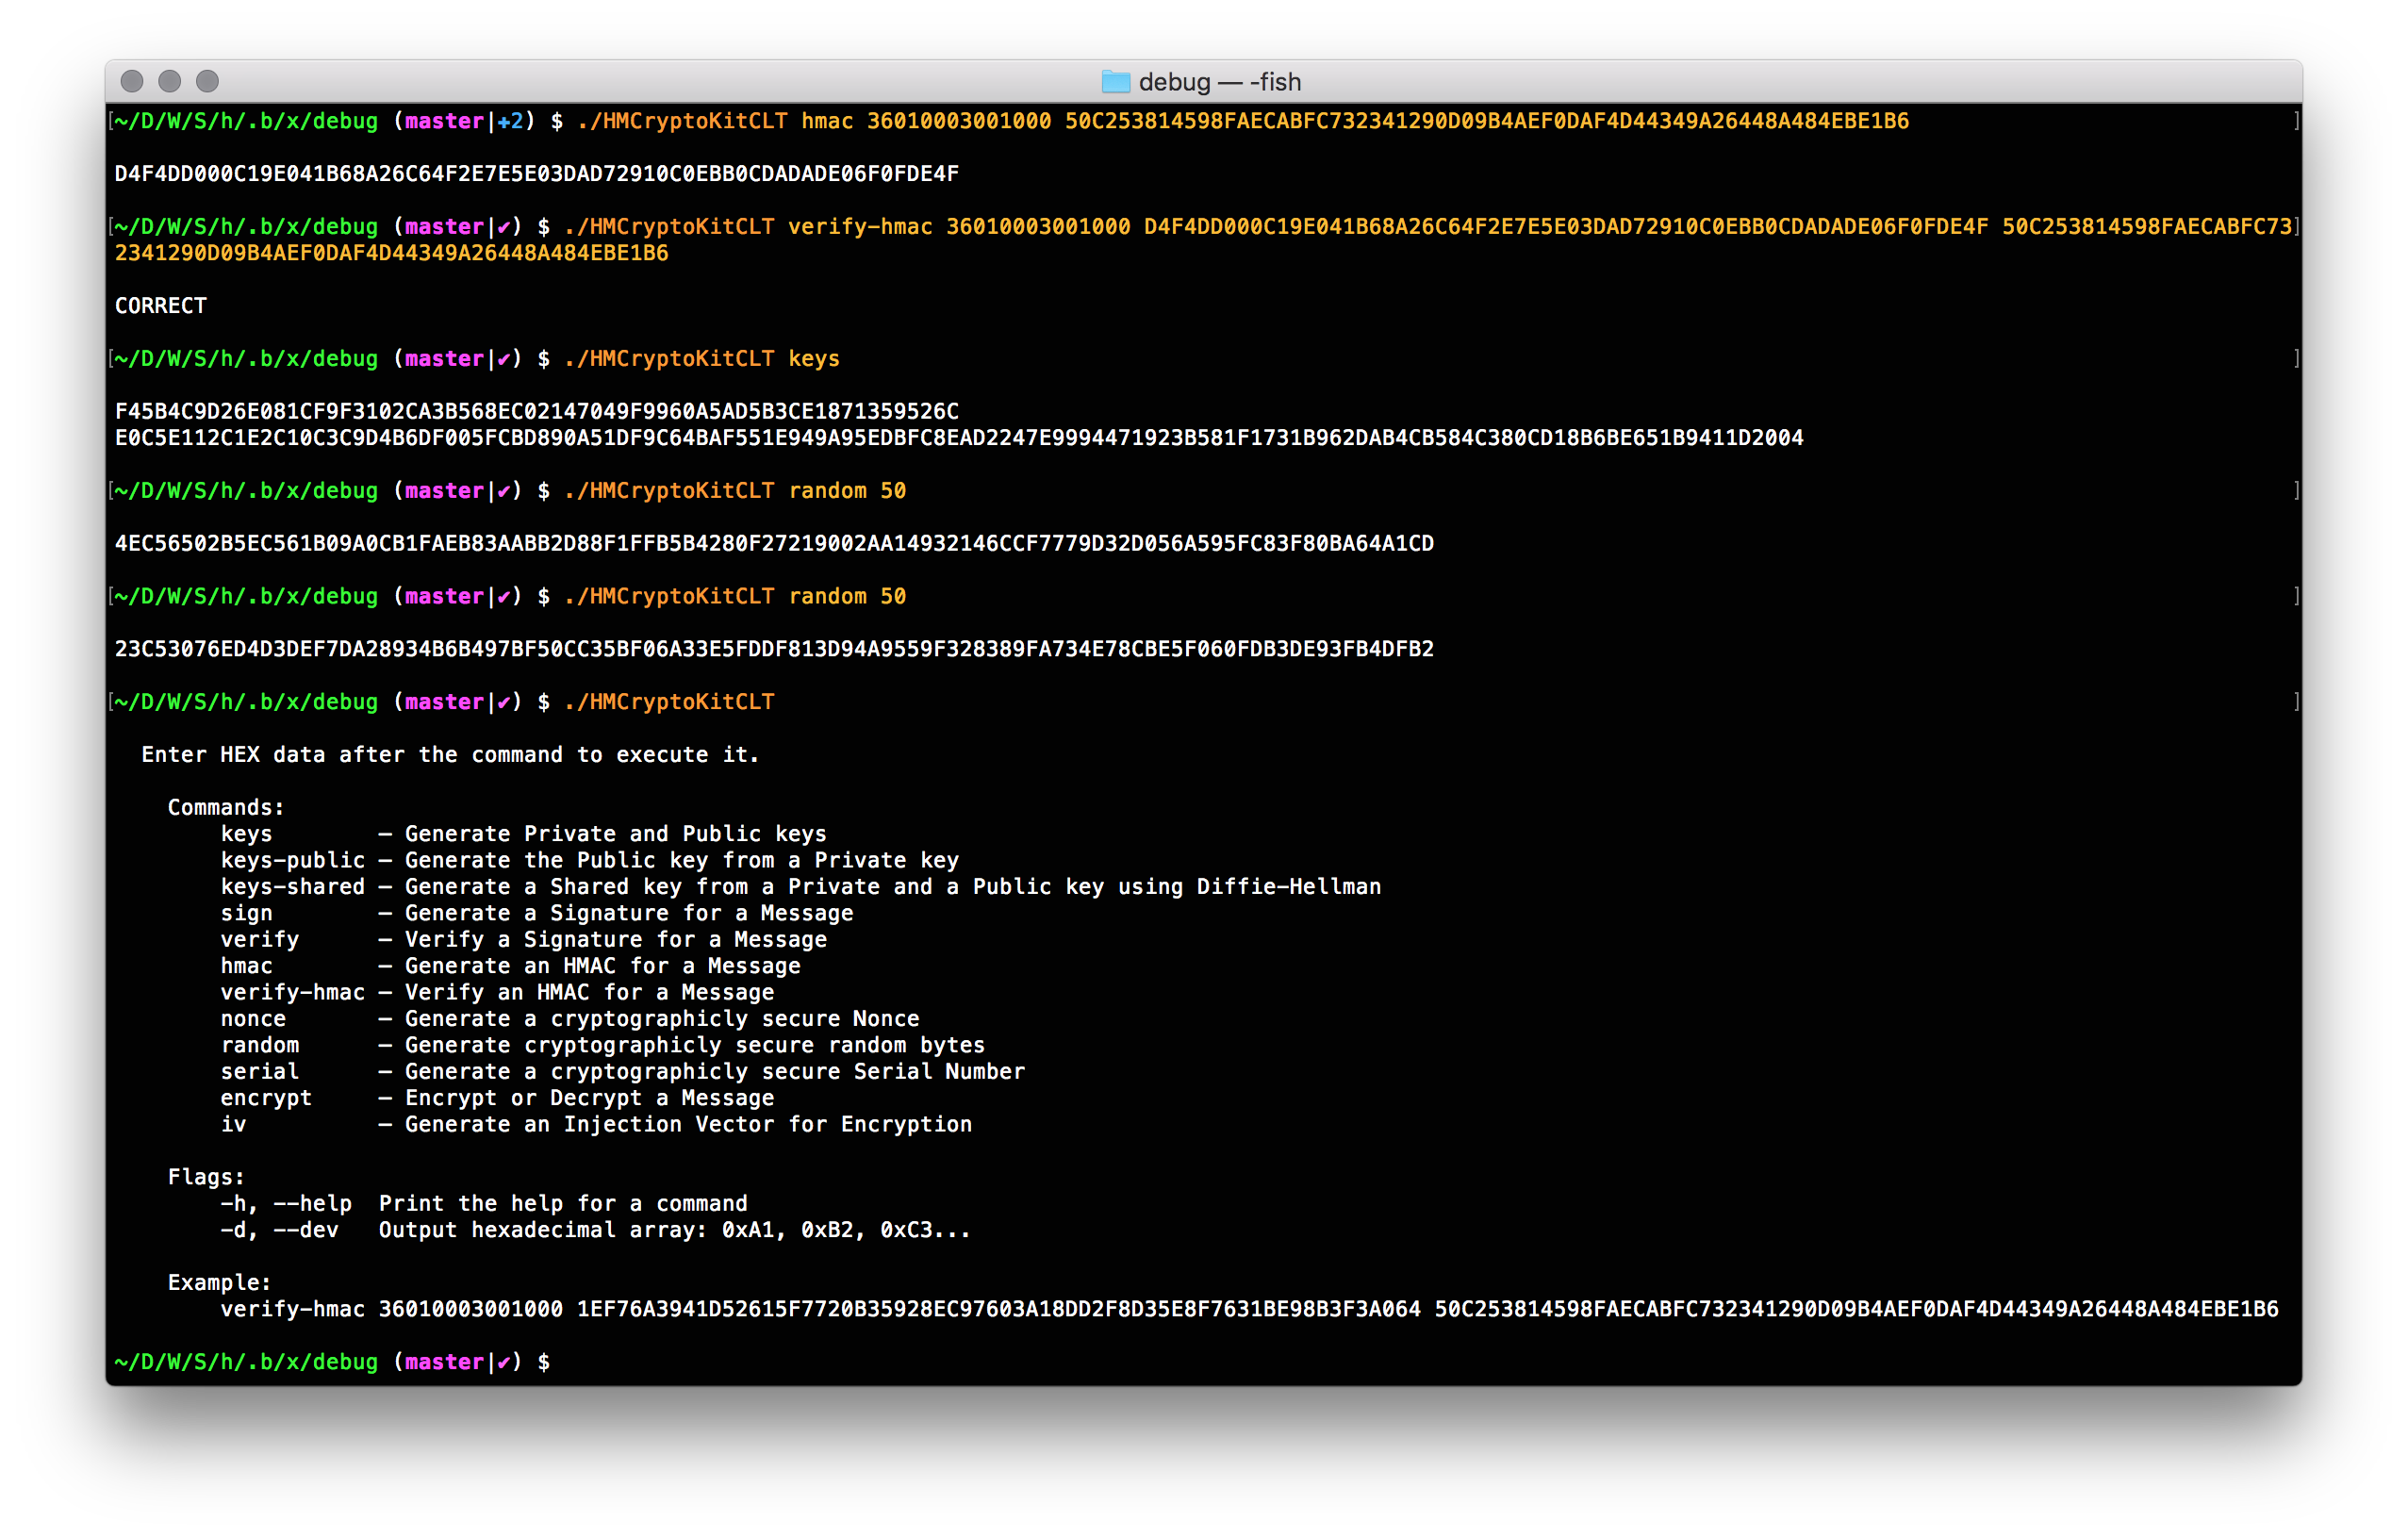 debug — -fish
[~/D/W/S/h/.b/x/debug (master|✚2) $ ./HMCryptoKitCLT hmac 36010003001000 50C253814598FAECABFC732341290D09B4AEF0DAF4D44349A26448A484EBE1B6 ]
D4F4DD000C19E041B68A26C64F2E7E5E03DAD72910C0EBB0CDADADE06F0FDE4F
[~/D/W/S/h/.b/x/debug (master|✔) $ ./HMCryptoKitCLT verify-hmac 36010003001000 D4F4DD000C19E041B68A26C64F2E7E5E03DAD72910C0EBB0CDADADE06F0FDE4F 50C253814598FAECABFC73]
2341290D09B4AEF0DAF4D44349A26448A484EBE1B6
CORRECT
[~/D/W/S/h/.b/x/debug (master|✔) $ ./HMCryptoKitCLT keys ]
F45B4C9D26E081CF9F3102CA3B568EC02147049F9960A5AD5B3CE1871359526C
E0C5E112C1E2C10C3C9D4B6DF005FCBD890A51DF9C64BAF551E949A95EDBFC8EAD2247E9994471923B581F1731B962DAB4CB584C380CD18B6BE651B9411D2004
[~/D/W/S/h/.b/x/debug (master|✔) $ ./HMCryptoKitCLT random 50 ]
4EC56502B5EC561B09A0CB1FAEB83AABB2D88F1FFB5B4280F27219002AA14932146CCF7779D32D056A595FC83F80BA64A1CD
[~/D/W/S/h/.b/x/debug (master|✔) $ ./HMCryptoKitCLT random 50 ]
23C53076ED4D3DEF7DA28934B6B497BF50CC35BF06A33E5FDDF813D94A9559F328389FA734E78CBE5F060FDB3DE93FB4DFB2
[~/D/W/S/h/.b/x/debug (master|✔) $ ./HMCryptoKitCLT ]
Enter HEX data after the command to execute it.
Commands:
keys — Generate Private and Public keys
keys-public — Generate the Public key from a Private key
keys-shared — Generate a Shared key from a Private and a Public key using Diffie-Hellman
sign — Generate a Signature for a Message
verify — Verify a Signature for a Message
hmac — Generate an HMAC for a Message
verify-hmac — Verify an HMAC for a Message
nonce — Generate a cryptographicly secure Nonce
random — Generate cryptographicly secure random bytes
serial — Generate a cryptographicly secure Serial Number
encrypt — Encrypt or Decrypt a Message
iv — Generate an Injection Vector for Encryption
Flags:
-h, --help Print the help for a command
-d, --dev Output hexadecimal array: 0xA1, 0xB2, 0xC3...
Example:
verify-hmac 36010003001000 1EF76A3941D52615F7720B35928EC97603A18DD2F8D35E8F7631BE98B3F3A064 50C253814598FAECABFC732341290D09B4AEF0DAF4D44349A26448A484EBE1B6
~/D/W/S/h/.b/x/debug (master|✔) $